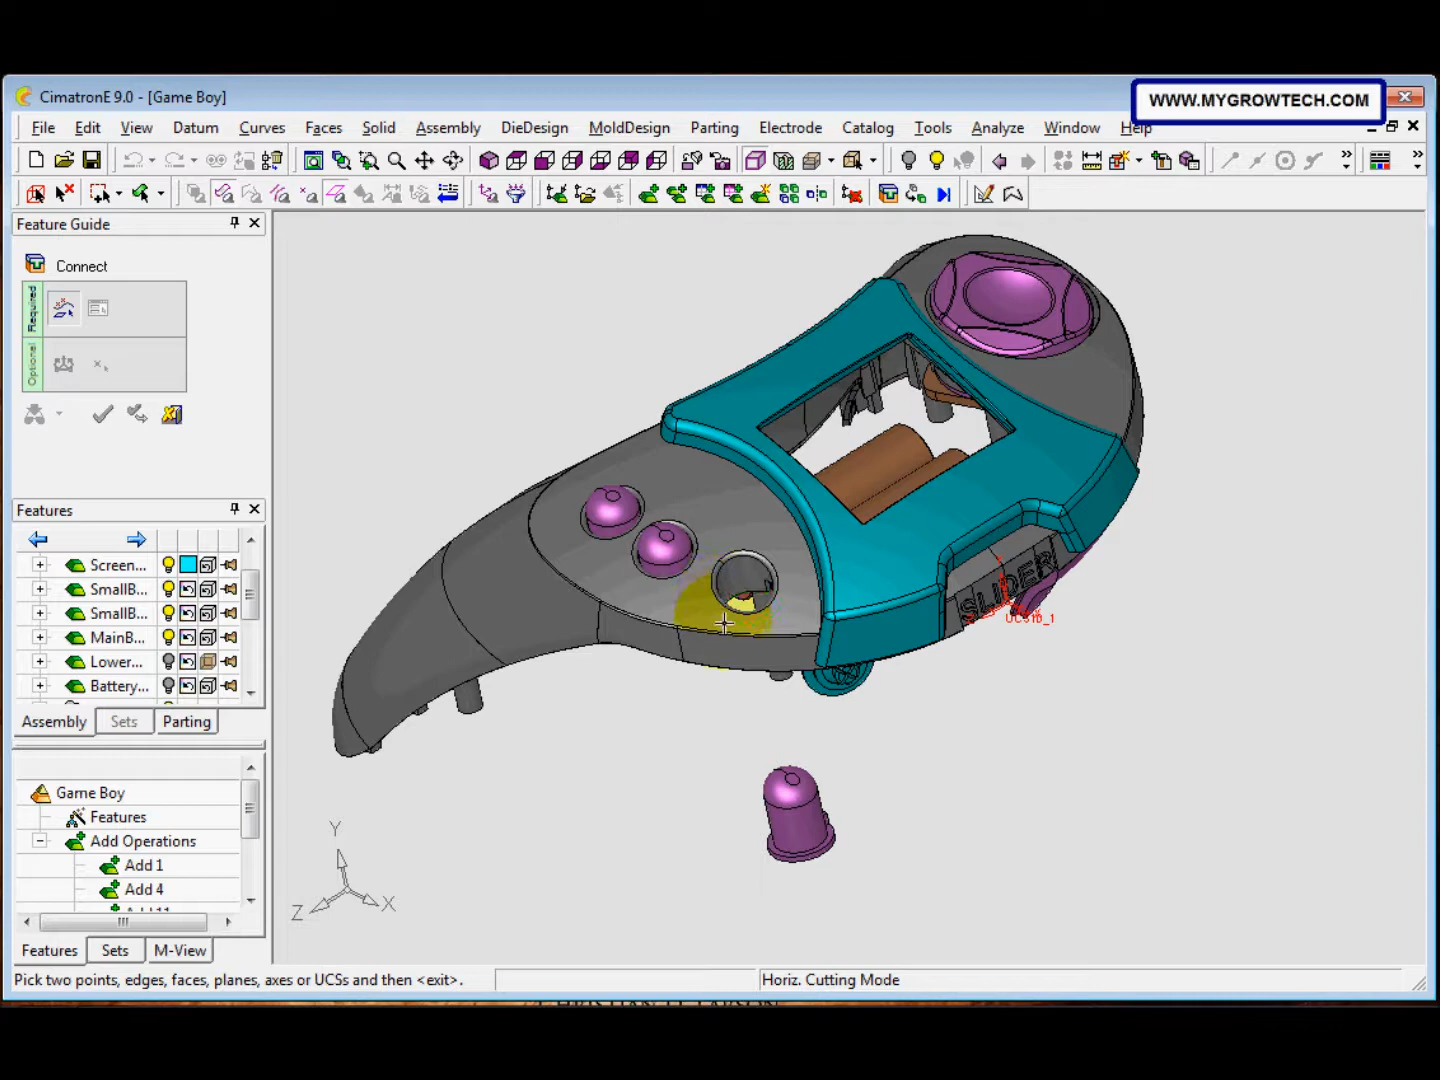 CimatronE 9.0 - [Game Boy]
WWW.MYGROWTECH.COM
File Edit View Datum Curves Faces Solid Assembly DieDesign MoldDesign Parting Electrode Catalog Tools Analyze Window Help
Feature Guide
Connect
Required
Optional
Features
Screen...
SmallB...
SmallB...
MainB...
Lower...
Battery...
Assembly Sets Parting
Game Boy
Features
Add Operations
Add 1
Add 4
Features Sets M-View
SLIDER
Y
Z
X
Pick two points, edges, faces, planes, axes or UCSs and then <exit>.
Horiz. Cutting Mode